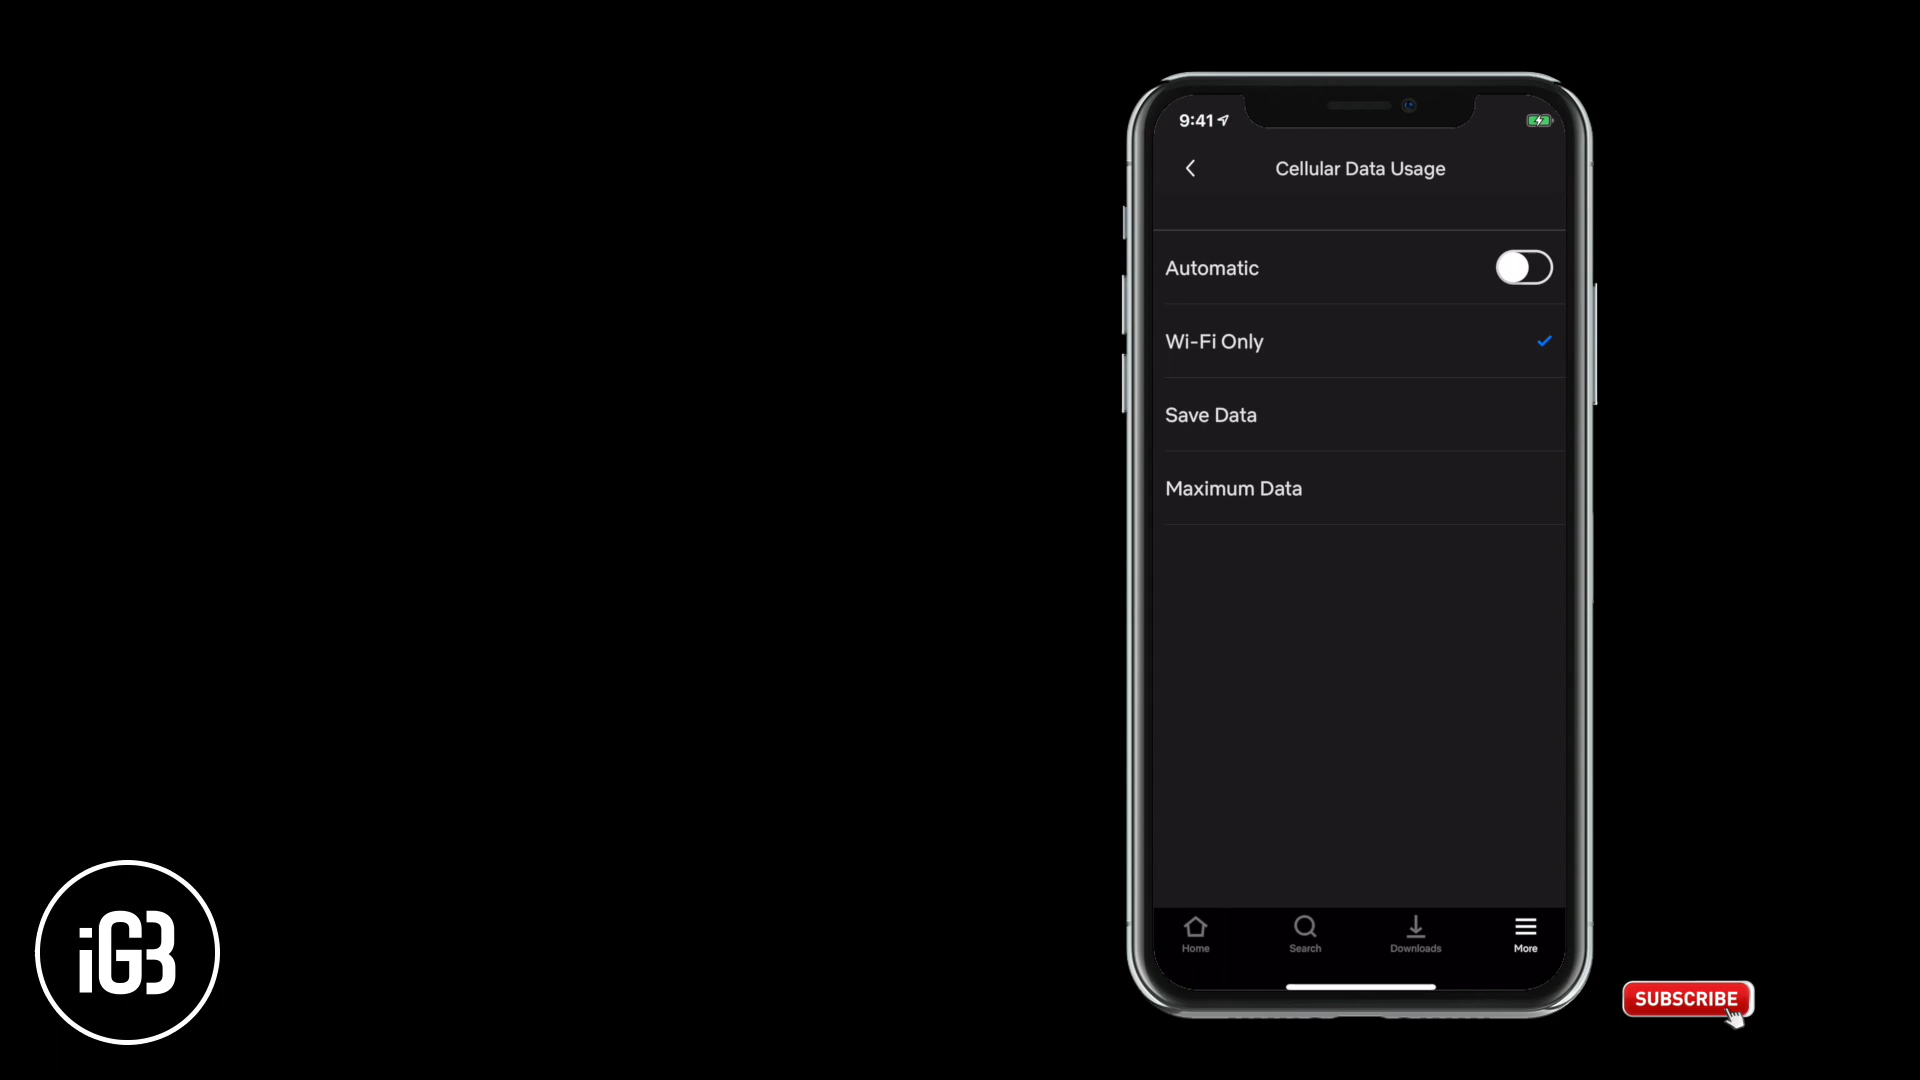 9:41
Cellular Data Usage
Automatic
Wi-Fi Only
Save Data
Maximum Data
Home
Search
Downloads
More
iGB
SUBSCRIBE